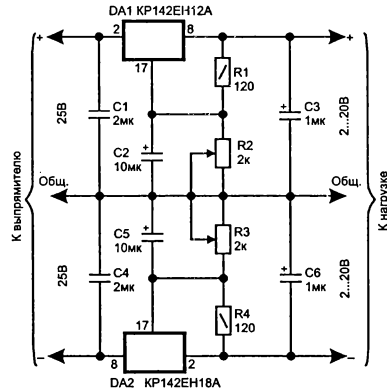 DA1 КР142ЕН12А
+ 2 8 +
17
R1
120
C1
2мк
25В
+ C3
1мк
2...20В
+ C2
10мк
R2
2к
К выпрямителю
Общ.
Общ.
К нагрузке
+ C5
10мк
R3
2к
25В
C4
2мк
+ C6
1мк
2...20В
17
R4
120
− 8 2 −
DA2 КР142ЕН18А